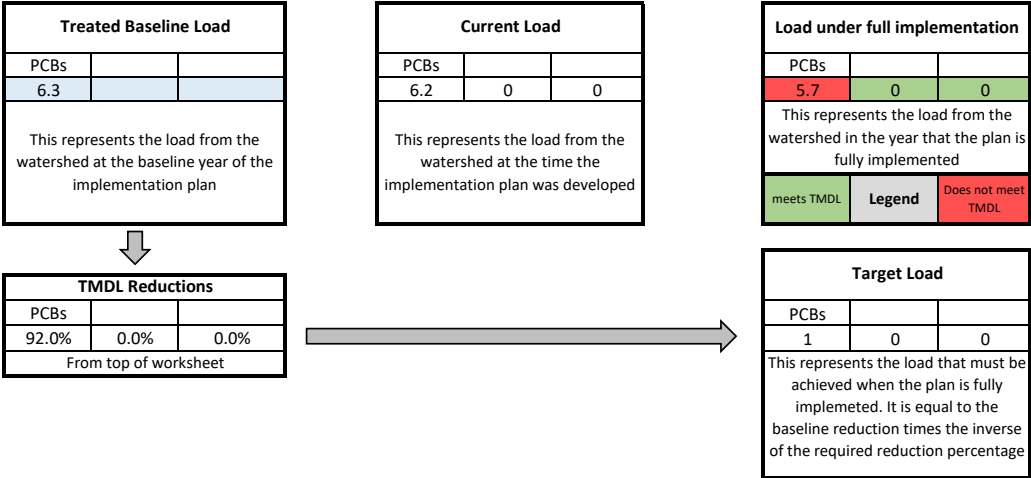 Treated Baseline Load
PCBs
6.3
This represents the load from the
watershed at the baseline year of the
implementation plan
Current Load
PCBs
6.2 0 0
This represents the load from the
watershed at the time the
implementation plan was developed
Load under full implementation
PCBs
5.7 0 0
This represents the load from the
watershed in the year that the plan is
fully implemented
meets TMDL Legend Does not meet
TMDL
TMDL Reductions
PCBs
92.0% 0.0% 0.0%
From top of worksheet
Target Load
PCBs
1 0 0
This represents the load that must be
achieved when the plan is fully
implemeted. It is equal to the
baseline reduction times the inverse
of the required reduction percentage